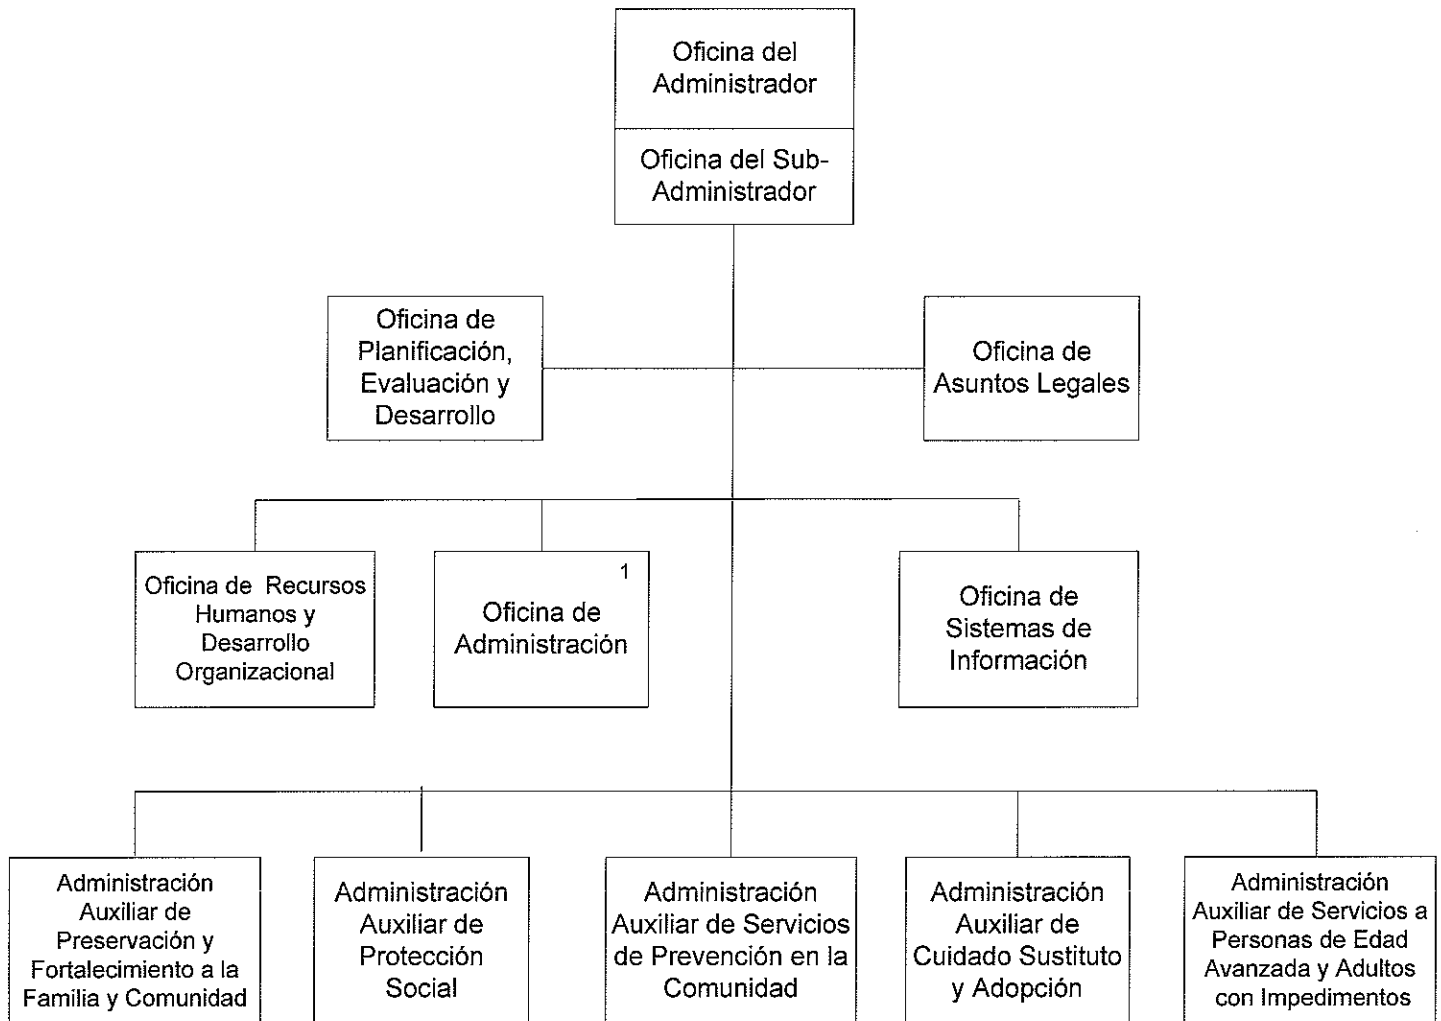 Oficina del
Administrador
Oficina del Sub-
Administrador
Oficina de
Planificación,
Evaluación y
Desarrollo
Oficina de
Asuntos Legales
Oficina de Recursos
Humanos y
Desarrollo
Organizacional
1
Oficina de
Administración
Oficina de
Sistemas de
Información
Administración
Auxiliar de
Preservación y
Fortalecimiento a la
Familia y Comunidad
Administración
Auxiliar de
Protección
Social
Administración
Auxiliar de Servicios
de Prevención en la
Comunidad
Administración
Auxiliar de
Cuidado Sustituto
y Adopción
Administración
Auxiliar de Servicios a
Personas de Edad
Avanzada y Adultos
con Impedimentos